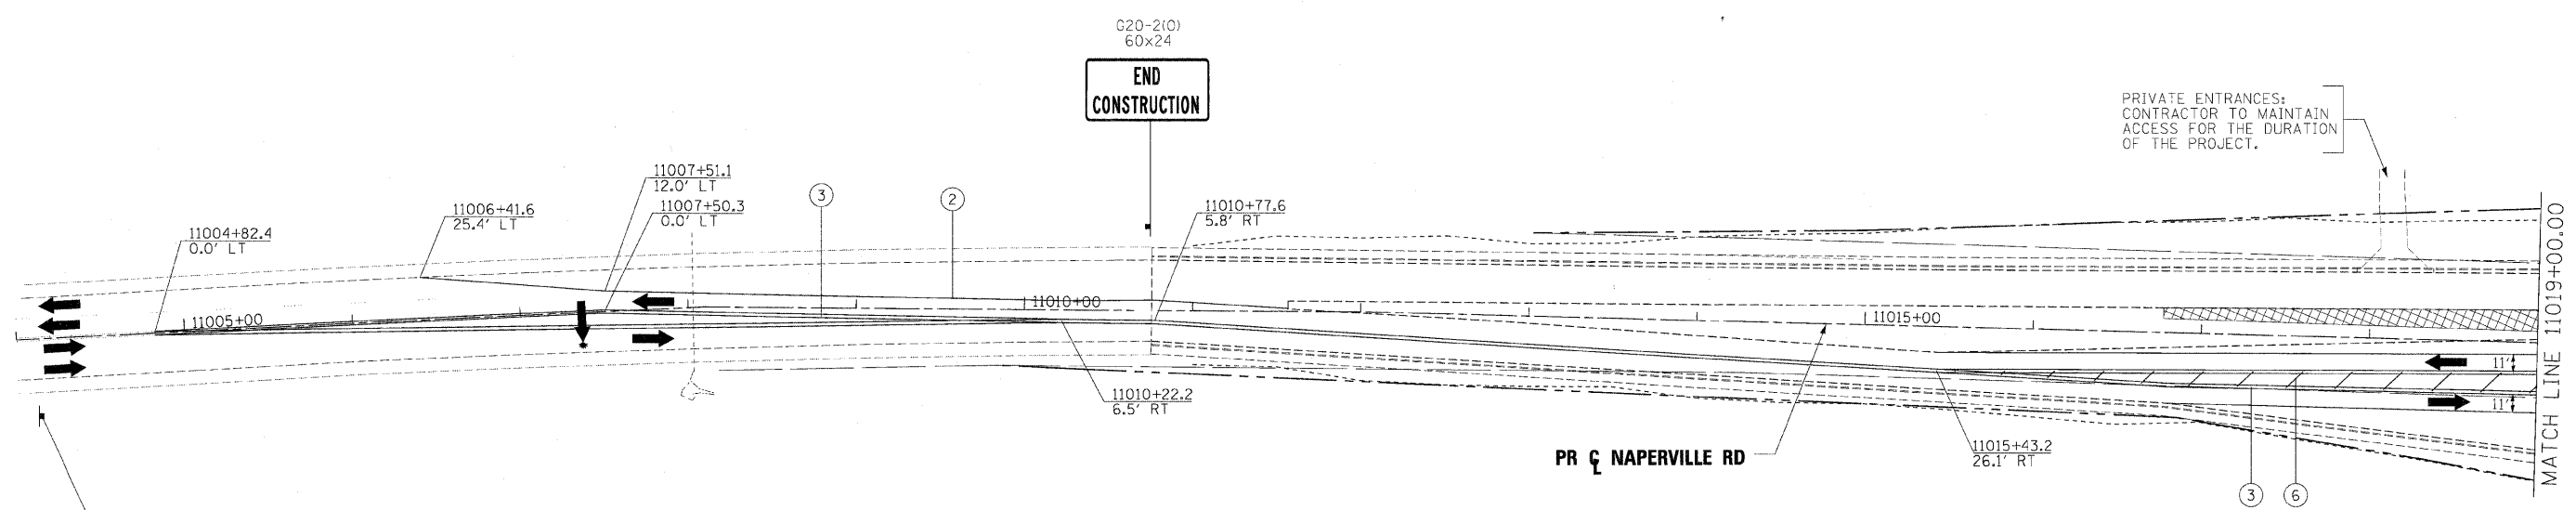 G20-2(O)
60x24
END
CONSTRUCTION
PRIVATE ENTRANCES:
CONTRACTOR TO MAINTAIN
ACCESS FOR THE DURATION
OF THE PROJECT.
11004+82.4
0.0' LT
11006+41.6
25.4' LT
11007+51.1
12.0' LT
11007+50.3
0.0' LT
3
2
11010+77.6
5.8' RT
11005+00
11010+00
11015+00
11'
11'
11010+22.2
6.5' RT
PR CL NAPERVILLE RD
11015+43.2
26.1' RT
3
6
MATCH LINE 11019+00.00